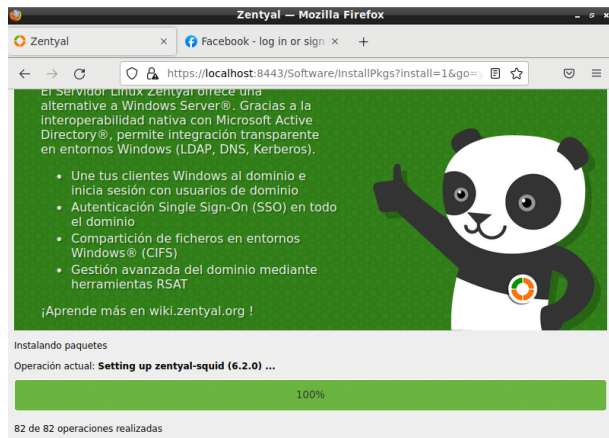 Zentyal — Mozilla Firefox
Zentyal
Facebook - log in or sign
https://localhost:8443/Software/InstallPkgs?install=1&go=
El Servidor Linux Zentyal ofrece una
alternative a Windows Server®. Gracias a la
interoperabilidad nativa con Microsoft Active
Directory®, permite integración transparente
en entornos Windows (LDAP, DNS, Kerberos).
• Une tus clientes Windows al dominio e
inicia sesión con usuarios de dominio
• Autenticación Single Sign-On (SSO) en todo
el dominio
• Compartición de ficheros en entornos
Windows® (CIFS)
• Gestión avanzada del dominio mediante
herramientas RSAT
¡Aprende más en wiki.zentyal.org !
Instalando paquetes
Operación actual: Setting up zentyal-squid (6.2.0) ...
100%
82 de 82 operaciones realizadas